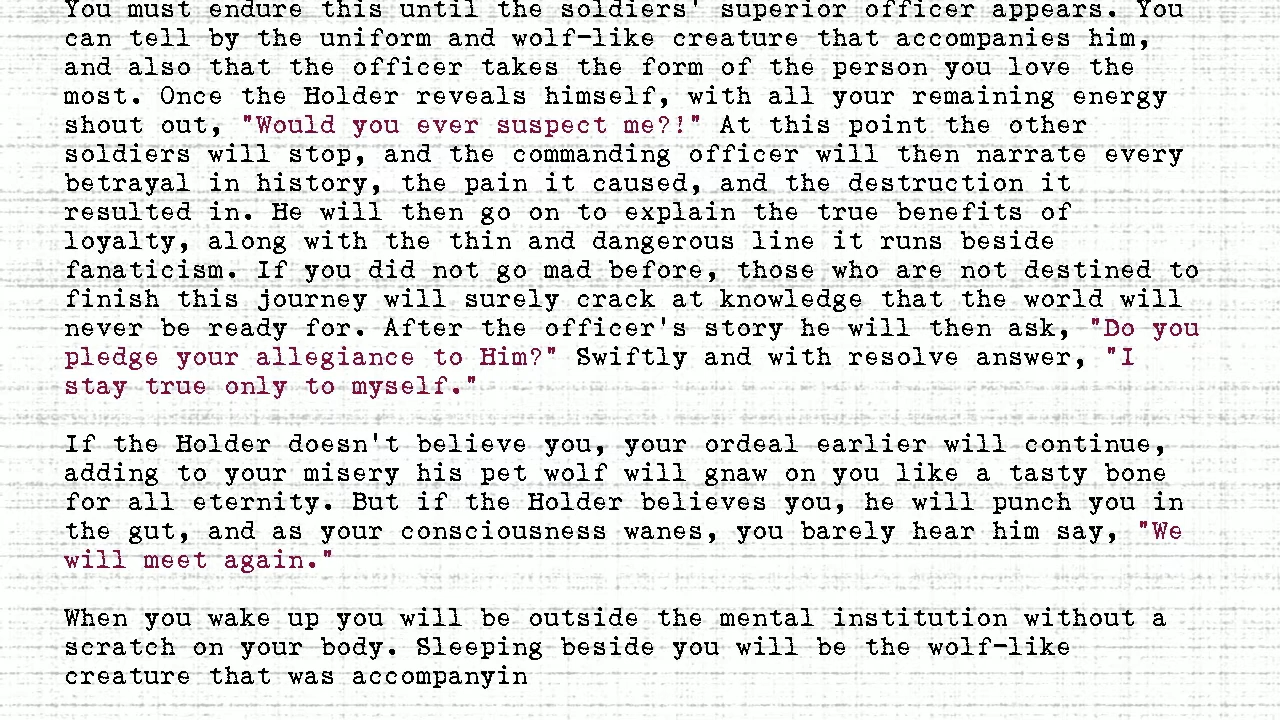 You must endure this until the soldiers' superior officer appears. You
can tell by the uniform and wolf-like creature that accompanies him,
and also that the officer takes the form of the person you love the
most. Once the Holder reveals himself, with all your remaining energy
shout out, "Would you ever suspect me?!" At this point the other
soldiers will stop, and the commanding officer will then narrate every
betrayal in history, the pain it caused, and the destruction it
resulted in. He will then go on to explain the true benefits of
loyalty, along with the thin and dangerous line it runs beside
fanaticism. If you did not go mad before, those who are not destined to
finish this journey will surely crack at knowledge that the world will
never be ready for. After the officer's story he will then ask, "Do you
pledge your allegiance to Him?" Swiftly and with resolve answer, "I
stay true only to myself."
If the Holder doesn't believe you, your ordeal earlier will continue,
adding to your misery his pet wolf will gnaw on you like a tasty bone
for all eternity. But if the Holder believes you, he will punch you in
the gut, and as your consciousness wanes, you barely hear him say, "We
will meet again."
When you wake up you will be outside the mental institution without a
scratch on your body. Sleeping beside you will be the wolf-like
creature that was accompanyin